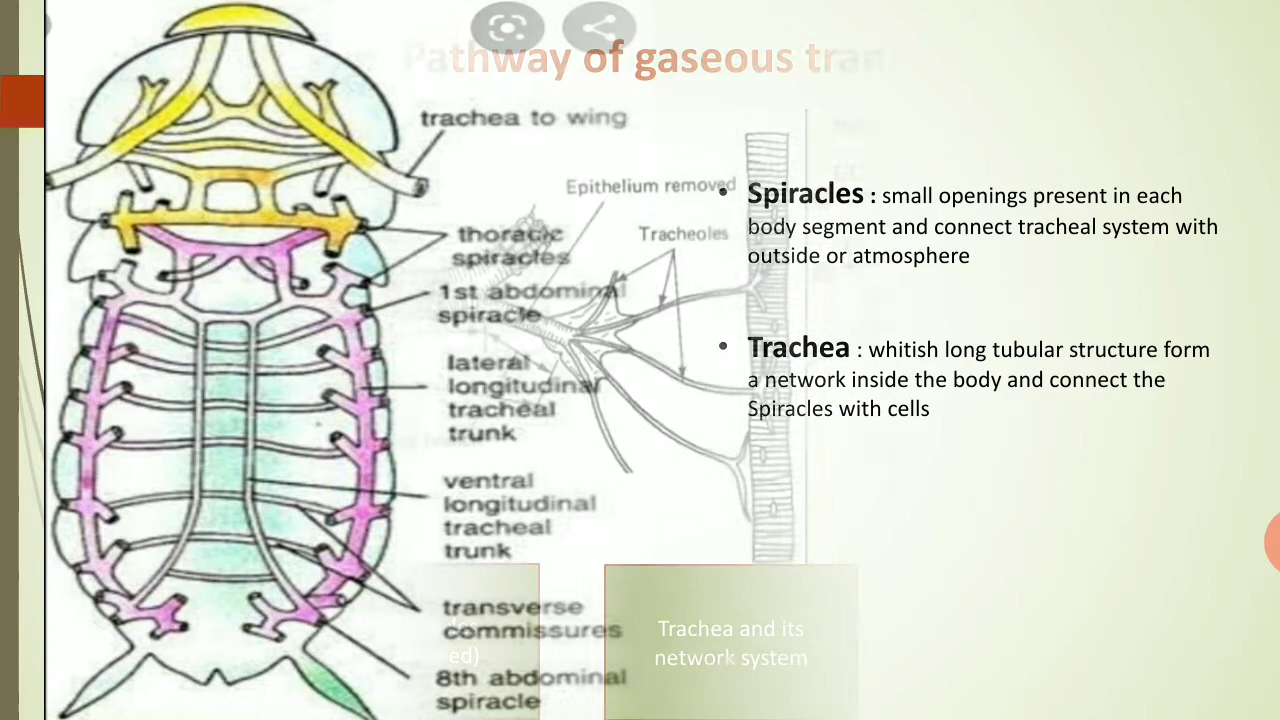 Pathway of gaseous tran
trachea to wing
Epithelium removed
Tracheoles
thoracic
spiracles
1st abdominal
spiracle
lateral
longitudinal
tracheal
trunk
ventral
longitudinal
tracheal
trunk
transverse
commissures
8th abdominal
spiracle
• Spiracles : small openings present in each
body segment and connect tracheal system with
outside or atmosphere
• Trachea : whitish long tubular structure form
a network inside the body and connect the
Spiracles with cells
ed)
Trachea and its
network system